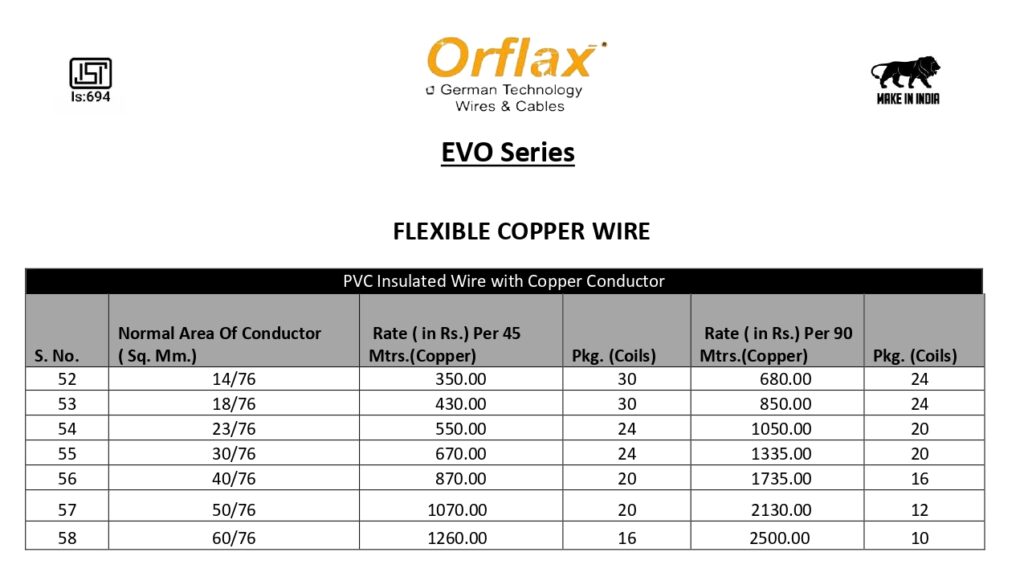 ISI
Is:694
Orflax
German Technology
Wires & Cables
MAKE IN INDIA
EVO Series
FLEXIBLE COPPER WIRE
PVC Insulated Wire with Copper Conductor
S. No. Normal Area Of Conductor ( Sq. Mm.) Rate ( in Rs.) Per 45 Mtrs.(Copper) Pkg. (Coils) Rate ( in Rs.) Per 90 Mtrs.(Copper) Pkg. (Coils)
52 14/76 350.00 30 680.00 24
53 18/76 430.00 30 850.00 24
54 23/76 550.00 24 1050.00 20
55 30/76 670.00 24 1335.00 20
56 40/76 870.00 20 1735.00 16
57 50/76 1070.00 20 2130.00 12
58 60/76 1260.00 16 2500.00 10